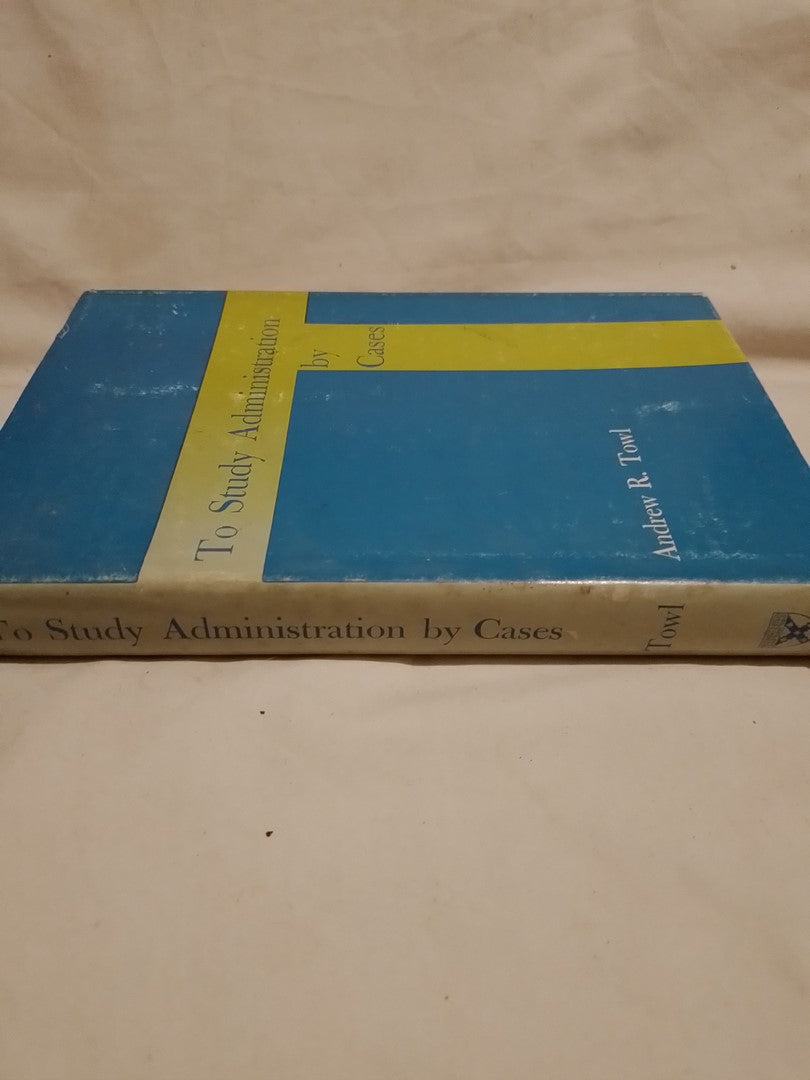 To Study Administration
by
Cases
Andrew R. Towl
To Study Administration by Cases
Towl